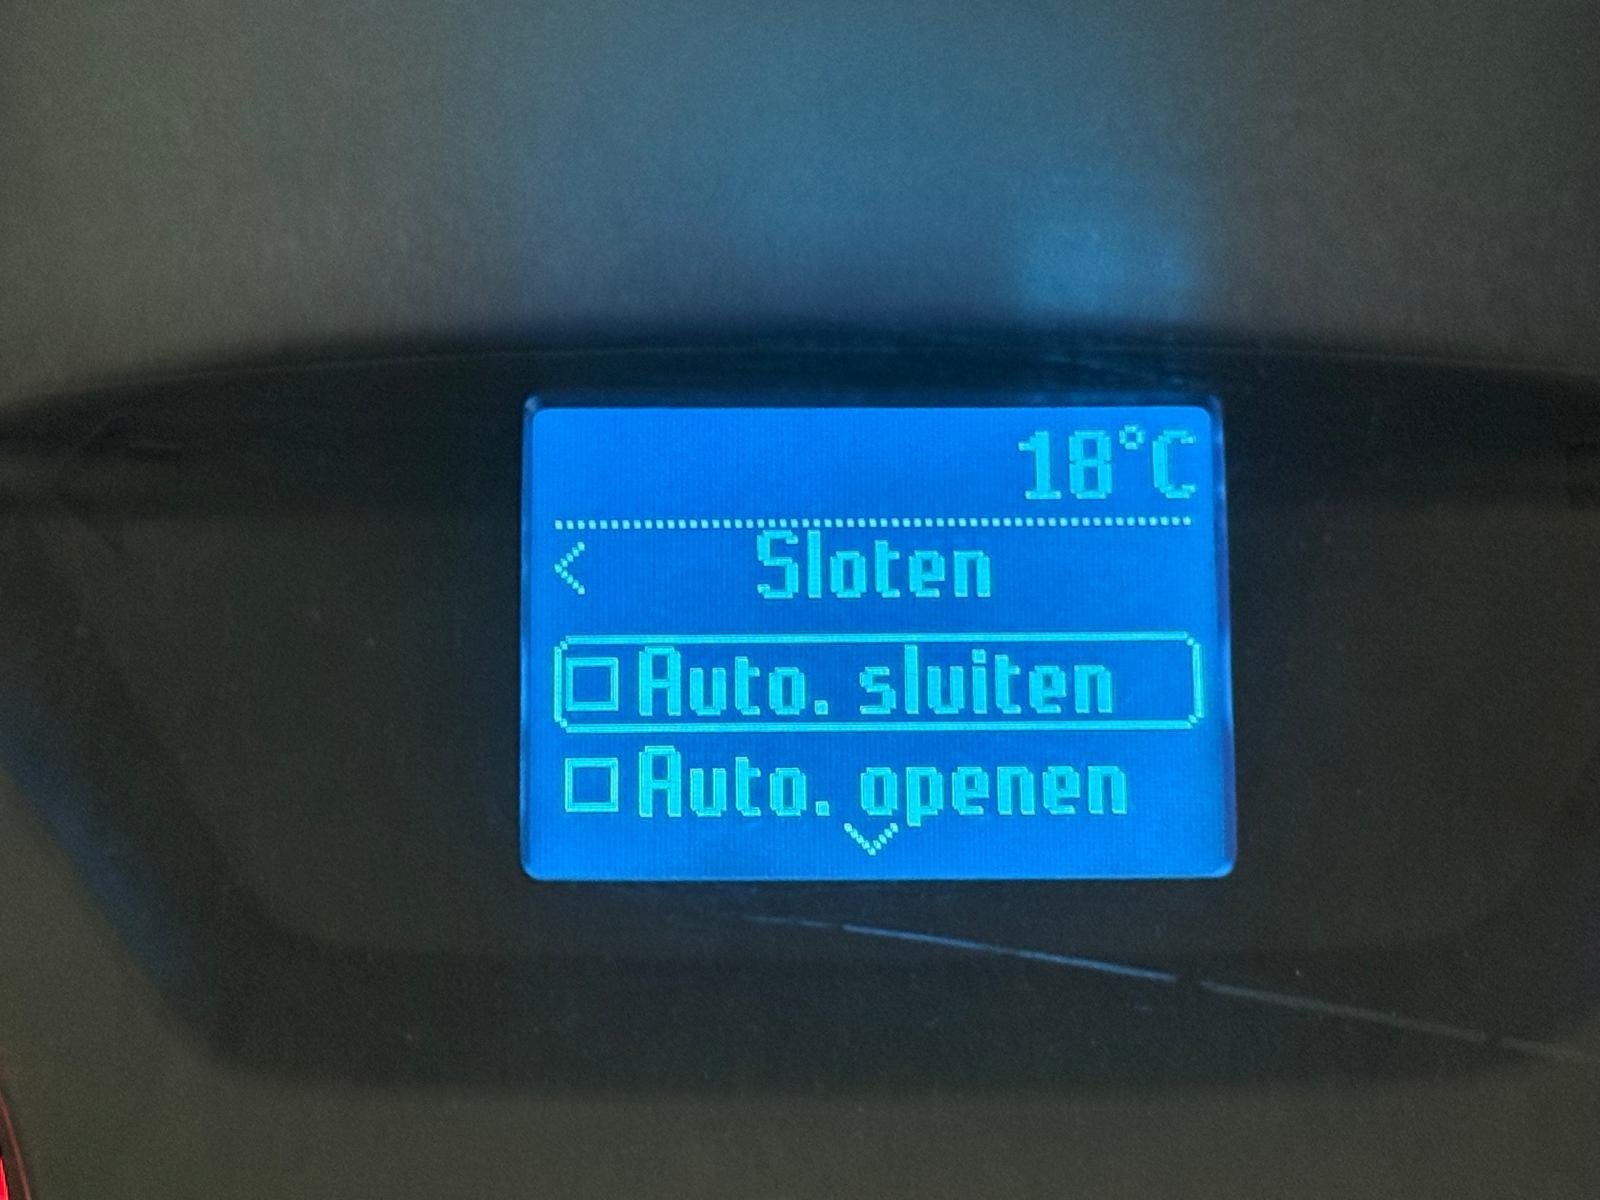 18°C
< Sloten
Auto. sluiten
Auto. openen